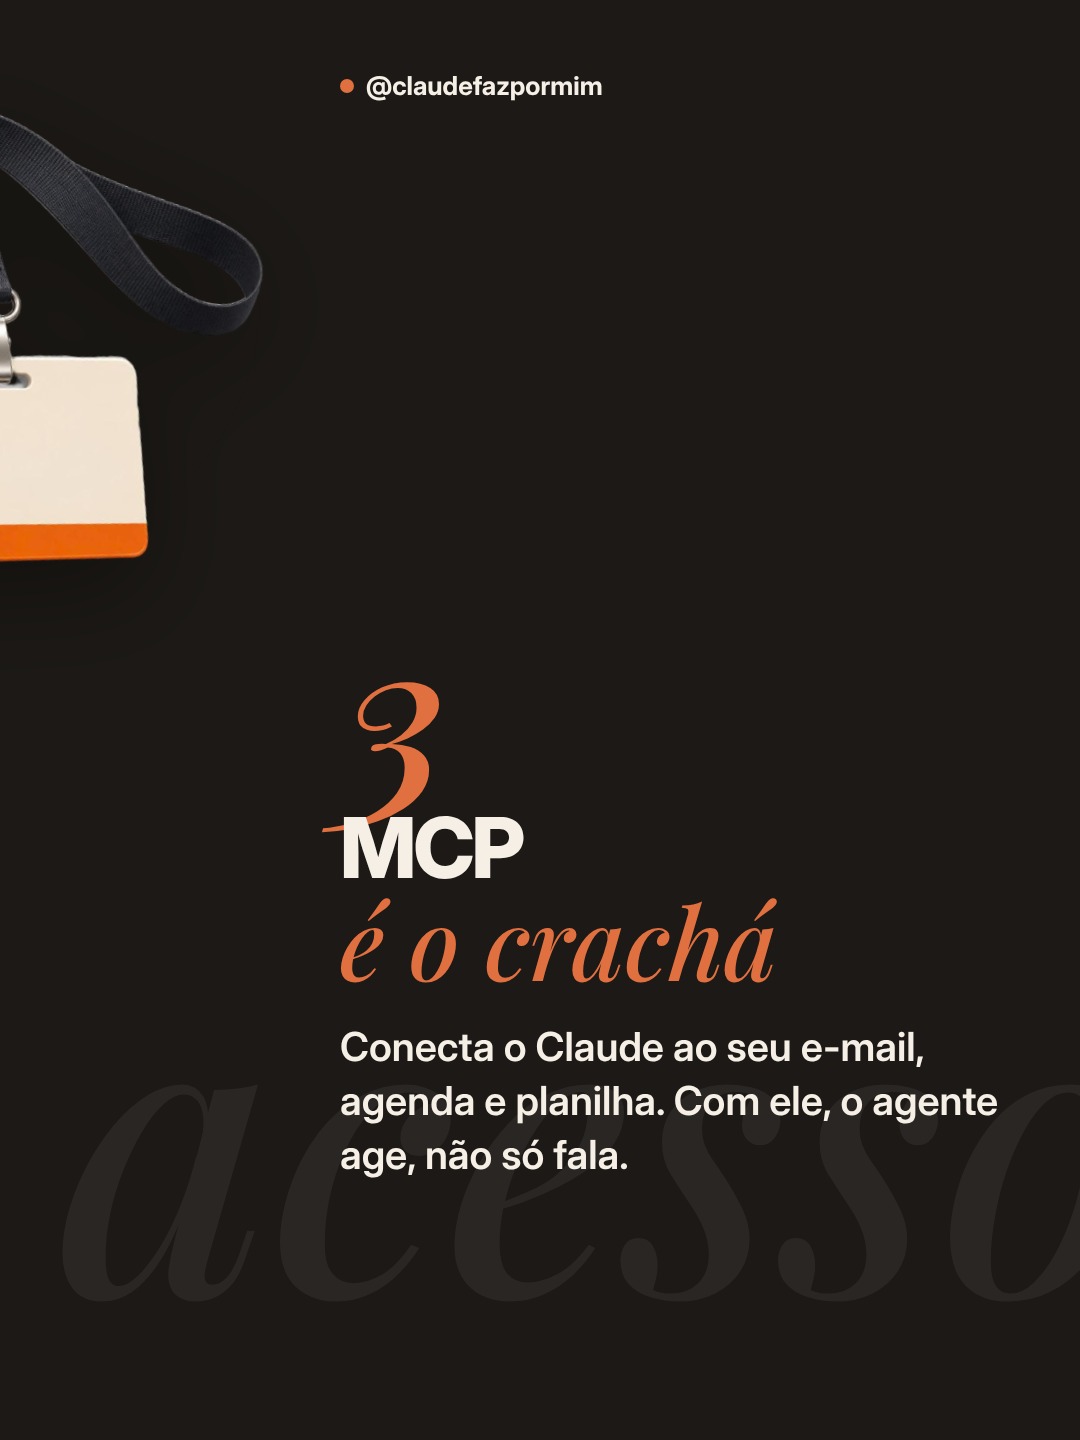 @claudefazpormim
3
MCP
é o crachá
Conecta o Claude ao seu e-mail,
agenda e planilha. Com ele, o agente
age, não só fala.
acesso